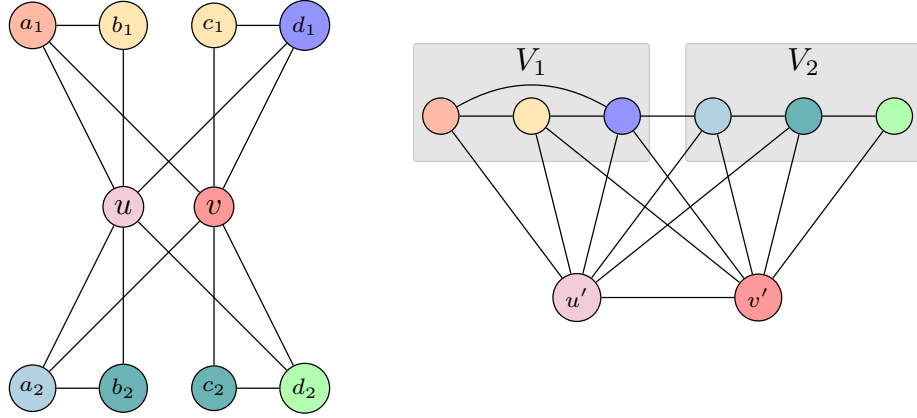 a₁ b₁ c₁ d₁
V₁ V₂
u v
u′ v′
a₂ b₂ c₂ d₂